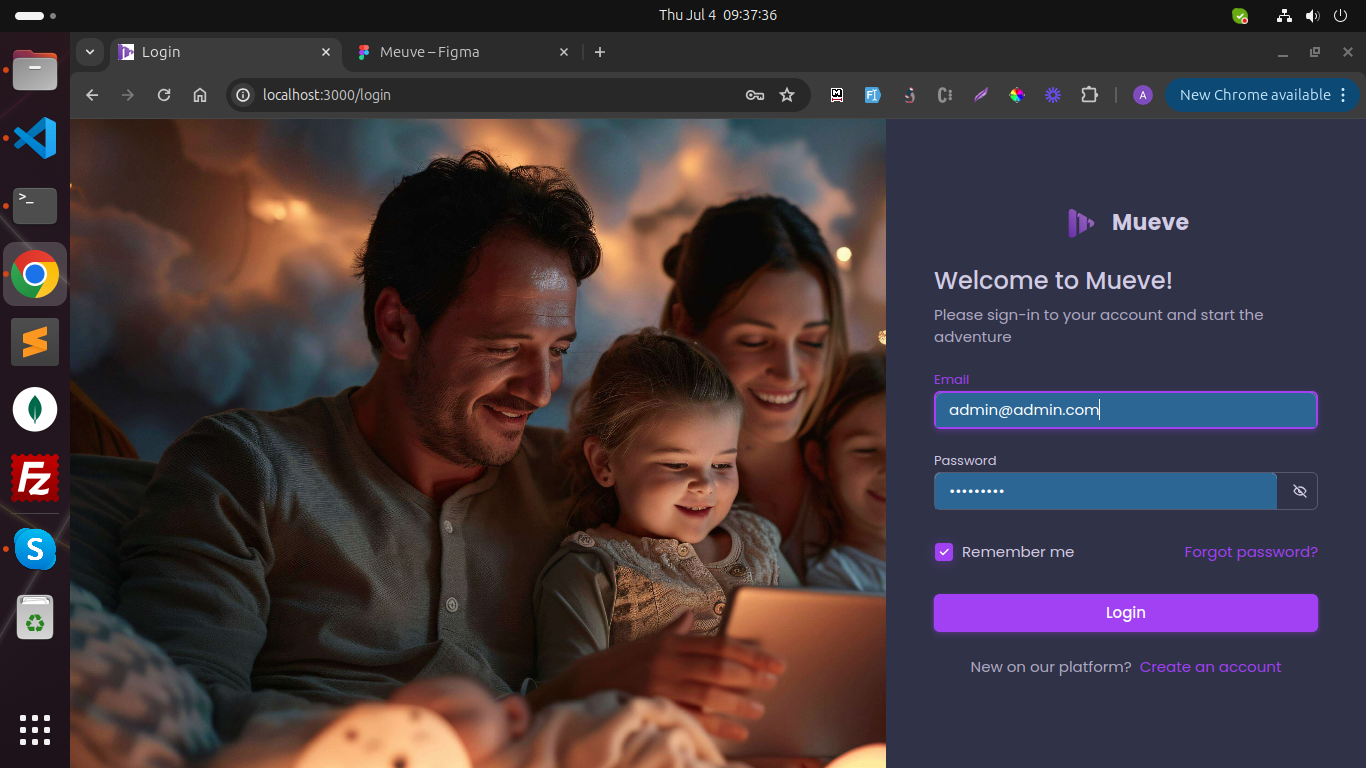 Thu Jul 4 09:37:36
Login
Meuve – Figma
localhost:3000/login
A
New Chrome available
Mueve
Welcome to Mueve!
Please sign-in to your account and start the
adventure
Email
admin@admin.com
Password
•••••••••
Remember me
Forgot password?
Login
New on our platform? Create an account